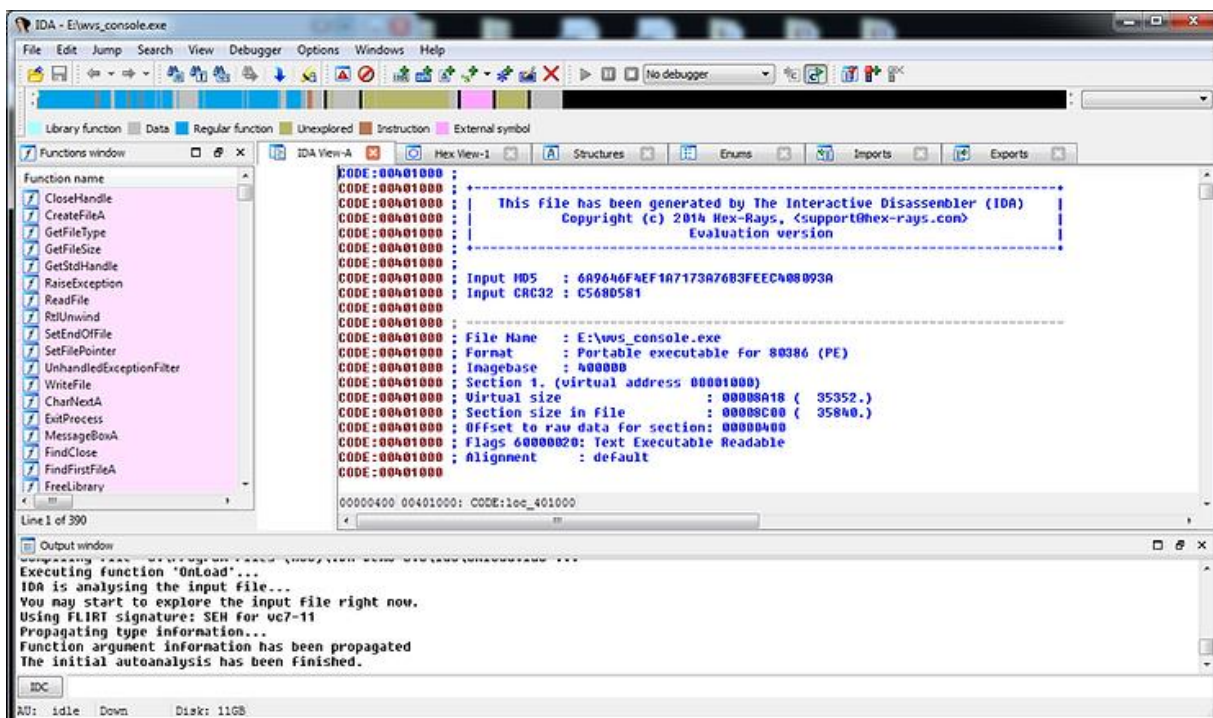 IDA - E:\wvs_console.exe
File Edit Jump Search View Debugger Options Windows Help
No debugger
Library function Data Regular function Unexplored Instruction External symbol
Functions window
IDA View-A Hex View-1 Structures Enums Imports Exports
Function name
CloseHandle
CreateFileA
GetFileType
GetFileSize
GetStdHandle
RaiseException
ReadFile
RtlUnwind
SetEndOfFile
SetFilePointer
UnhandledExceptionFilter
WriteFile
CharNextA
ExitProcess
MessageBoxA
FindClose
FindFirstFileA
FreeLibrary
Line 1 of 390
CODE:00401000 ;
CODE:00401000 ; +-------------------------------------------------------------------------+
CODE:00401000 ; | This file has been generated by The Interactive Disassembler (IDA) |
CODE:00401000 ; | Copyright (c) 2014 Hex-Rays, <support@hex-rays.com> |
CODE:00401000 ; | Evaluation version |
CODE:00401000 ; +-------------------------------------------------------------------------+
CODE:00401000 ;
CODE:00401000 ; Input MD5 : 6A9646F4EF1A7173A76B3FEEC408093A
CODE:00401000 ; Input CRC32 : C568D581
CODE:00401000
CODE:00401000 ; ---------------------------------------------------------------------------
CODE:00401000 ; File Name : E:\wvs_console.exe
CODE:00401000 ; Format : Portable executable for 80386 (PE)
CODE:00401000 ; Imagebase : 400000
CODE:00401000 ; Section 1. (virtual address 00001000)
CODE:00401000 ; Virtual size : 00008A18 ( 35352.)
CODE:00401000 ; Section size in file : 00008C00 ( 35840.)
CODE:00401000 ; Offset to raw data for section: 00000400
CODE:00401000 ; Flags 60000020: Text Executable Readable
CODE:00401000 ; Alignment : default
CODE:00401000
00000400 00401000: CODE:loc_401000
Output window
Executing function 'OnLoad'...
IDA is analysing the input file...
You may start to explore the input file right now.
Using FLIRT signature: SEH for vc7-11
Propagating type information...
Function argument information has been propagated
The initial autoanalysis has been finished.
IDC
AU: idle Down Disk: 11GB